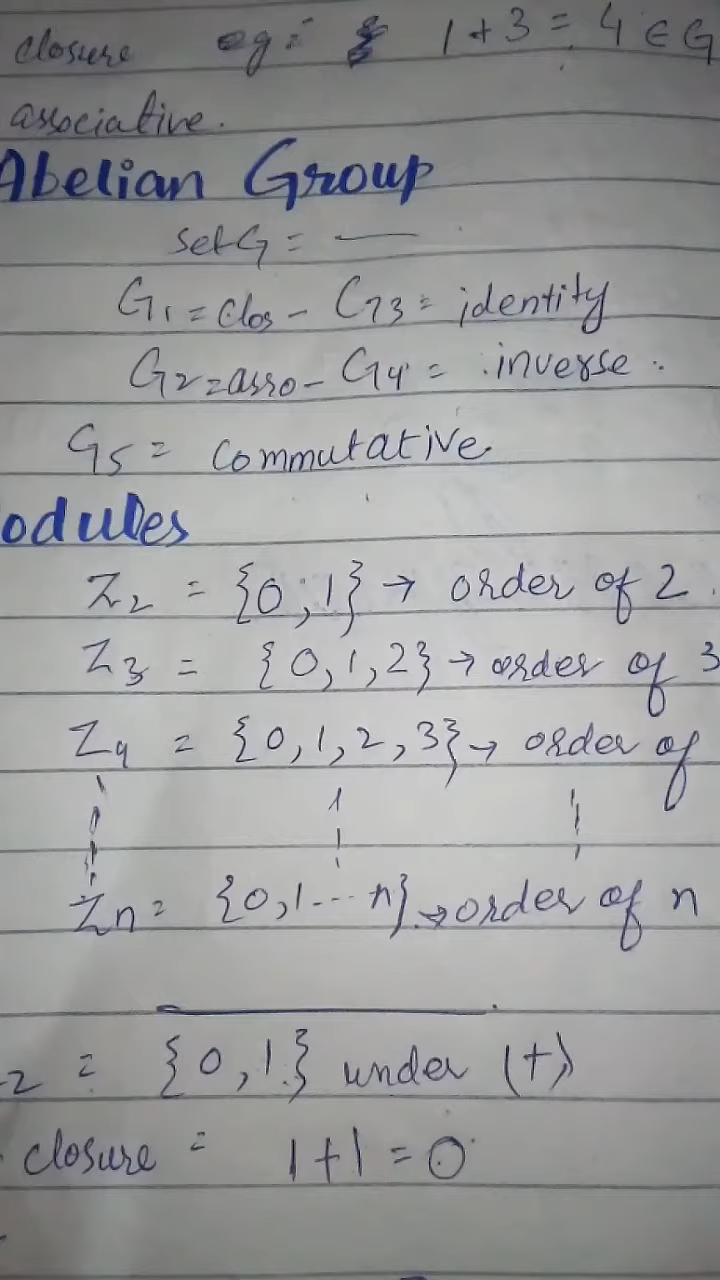 closure eg:- 1 + 3 = 4 ∈ G
associative.
Abelian Group
set G = —
G1 = clos - G3 = identity
G2 = asso - G4 = inverse.
G5 = commutative.
odules
Z2 = {0, 1} → order of 2.
Z3 = {0, 1, 2} → order of 3
Z4 = {0, 1, 2, 3} → order of
Zn = {0, 1 --- n} → order of n
2 = {0, 1} under (+)
closure = 1 + 1 = 0